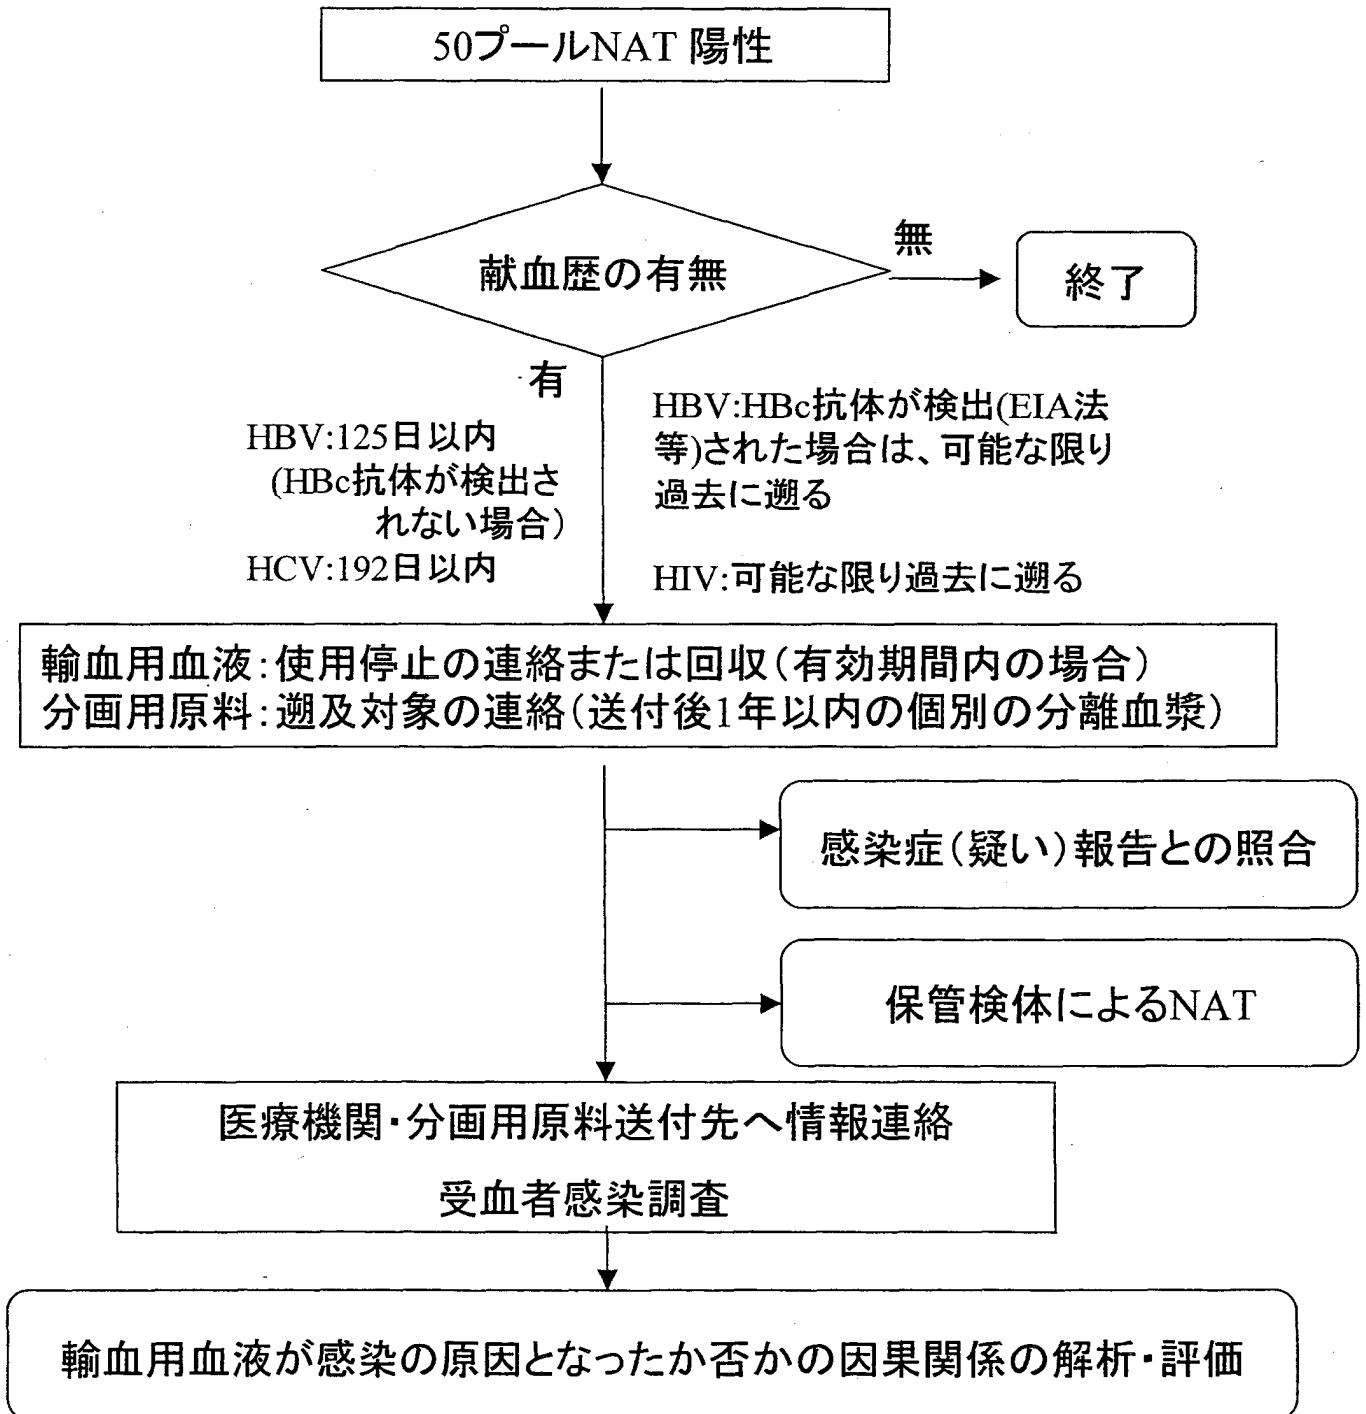 50プールNAT 陽性
献血歴の有無
無
終了
有
HBV:125日以内
(HBc抗体が検出さ
れない場合)
HCV:192日以内
HBV:HBc抗体が検出(EIA法
等)された場合は、可能な限り
過去に遡る
HIV:可能な限り過去に遡る
輸血用血液:使用停止の連絡または回収(有効期間内の場合)
分画用原料:遡及対象の連絡(送付後1年以内の個別の分離血漿)
感染症(疑い)報告との照合
保管検体によるNAT
医療機関・分画用原料送付先へ情報連絡
受血者感染調査
輸血用血液が感染の原因となったか否かの因果関係の解析・評価